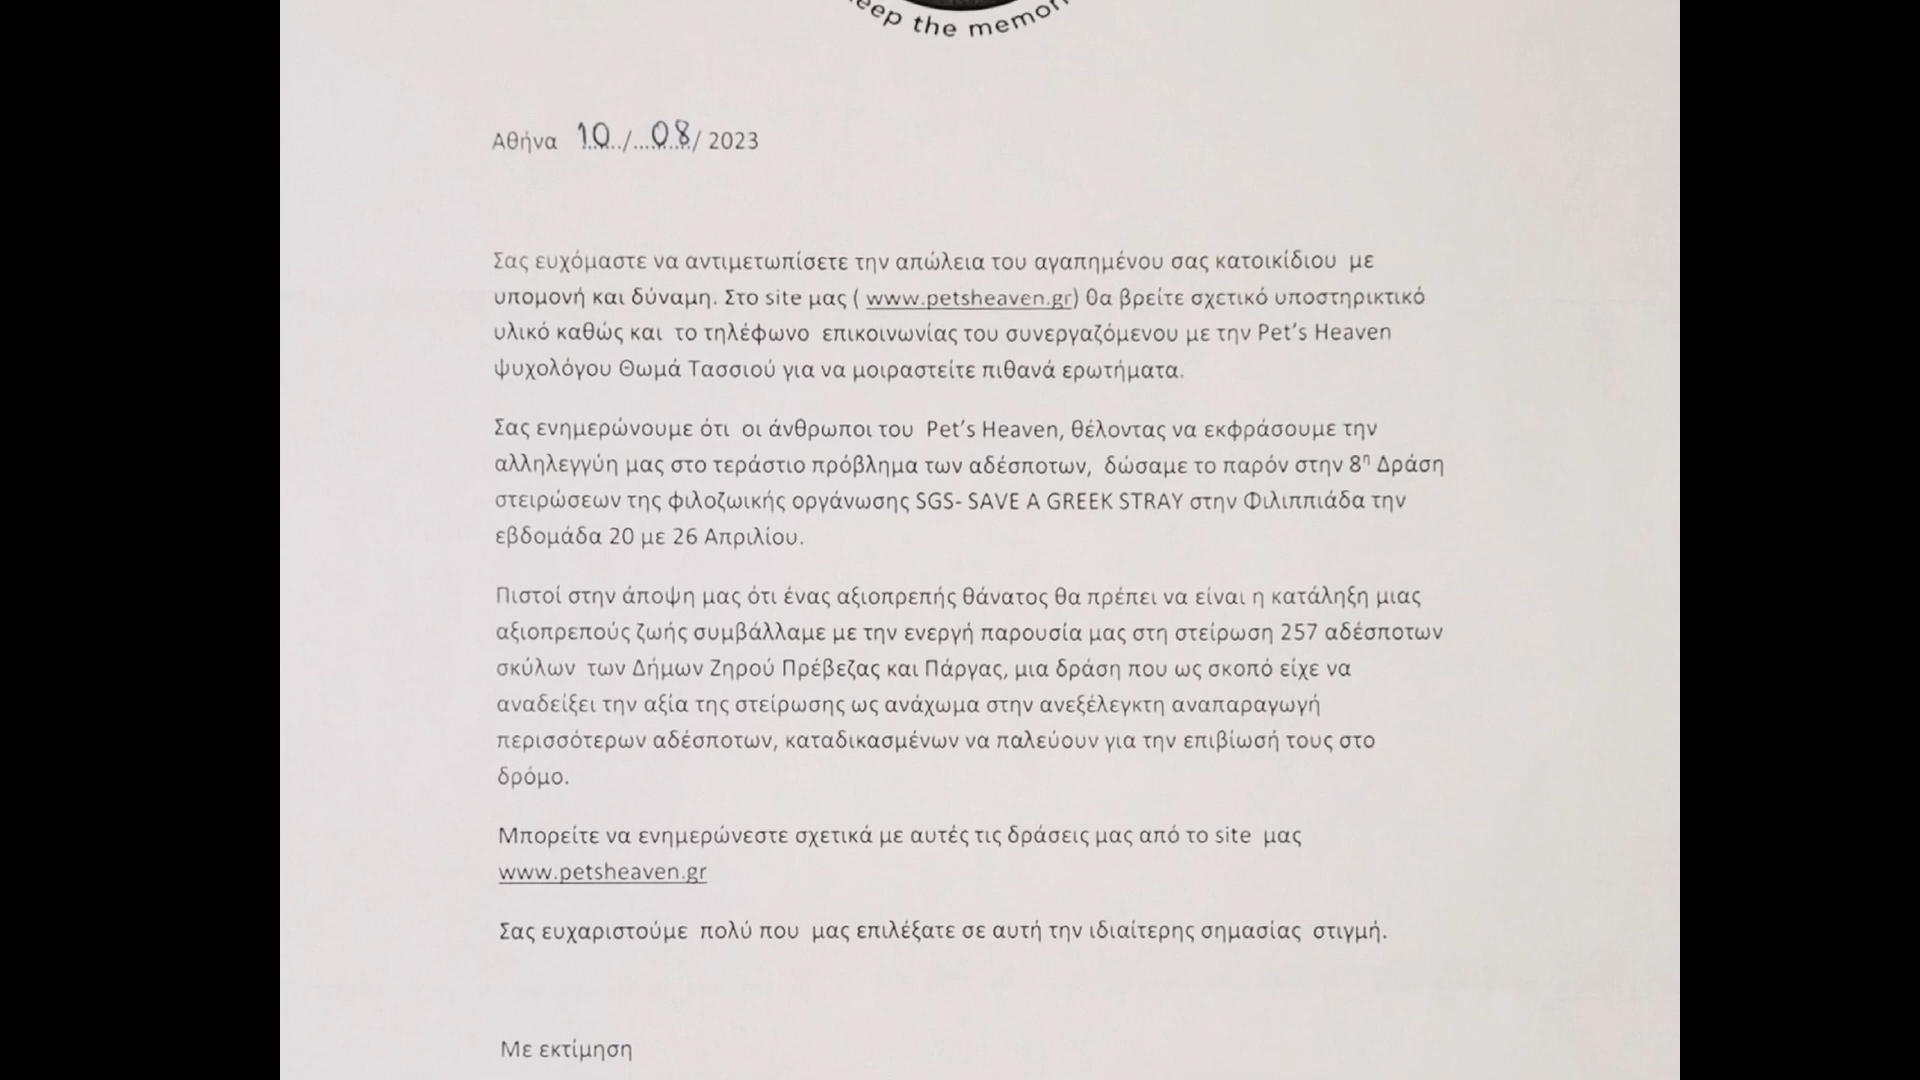 eep the memor
Αθήνα 10../...08.../ 2023
Σας ευχόμαστε να αντιμετωπίσετε την απώλεια του αγαπημένου σας κατοικίδιου με
υπομονή και δύναμη. Στο site μας ( www.petsheaven.gr) θα βρείτε σχετικό υποστηρικτικό
υλικό καθώς και το τηλέφωνο επικοινωνίας του συνεργαζόμενου με την Pet’s Heaven
ψυχολόγου Θωμά Τασσιού για να μοιραστείτε πιθανά ερωτήματα.
Σας ενημερώνουμε ότι οι άνθρωποι του Pet’s Heaven, θέλοντας να εκφράσουμε την
αλληλεγγύη μας στο τεράστιο πρόβλημα των αδέσποτων, δώσαμε το παρόν στην 8η Δράση
στειρώσεων της φιλοζωικής οργάνωσης SGS- SAVE A GREEK STRAY στην Φιλιππιάδα την
εβδομάδα 20 με 26 Απριλίου.
Πιστοί στην άποψη μας ότι ένας αξιοπρεπής θάνατος θα πρέπει να είναι η κατάληξη μιας
αξιοπρεπούς ζωής συμβάλλαμε με την ενεργή παρουσία μας στη στείρωση 257 αδέσποτων
σκύλων των Δήμων Ζηρού Πρέβεζας και Πάργας, μια δράση που ως σκοπό είχε να
αναδείξει την αξία της στείρωσης ως ανάχωμα στην ανεξέλεγκτη αναπαραγωγή
περισσότερων αδέσποτων, καταδικασμένων να παλεύουν για την επιβίωσή τους στο
δρόμο.
Μπορείτε να ενημερώνεστε σχετικά με αυτές τις δράσεις μας από το site μας
www.petsheaven.gr
Σας ευχαριστούμε πολύ που μας επιλέξατε σε αυτή την ιδιαίτερης σημασίας στιγμή.
Με εκτίμηση